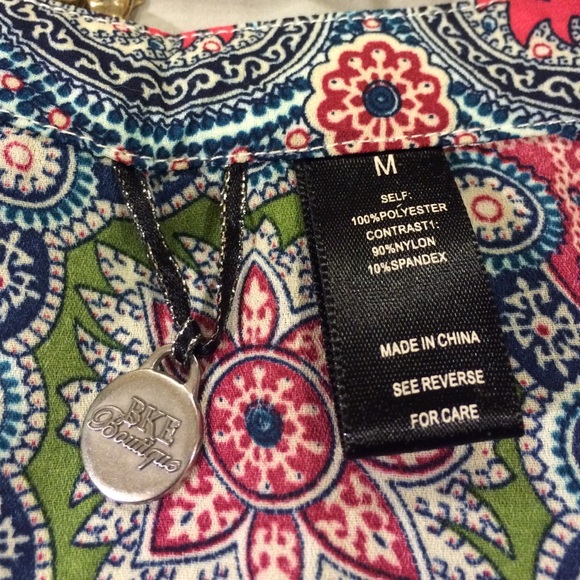 M
SELF:
100%POLYESTER
CONTRAST1:
90%NYLON
10%SPANDEX
MADE IN CHINA
SEE REVERSE
FOR CARE
BKE
Boutique